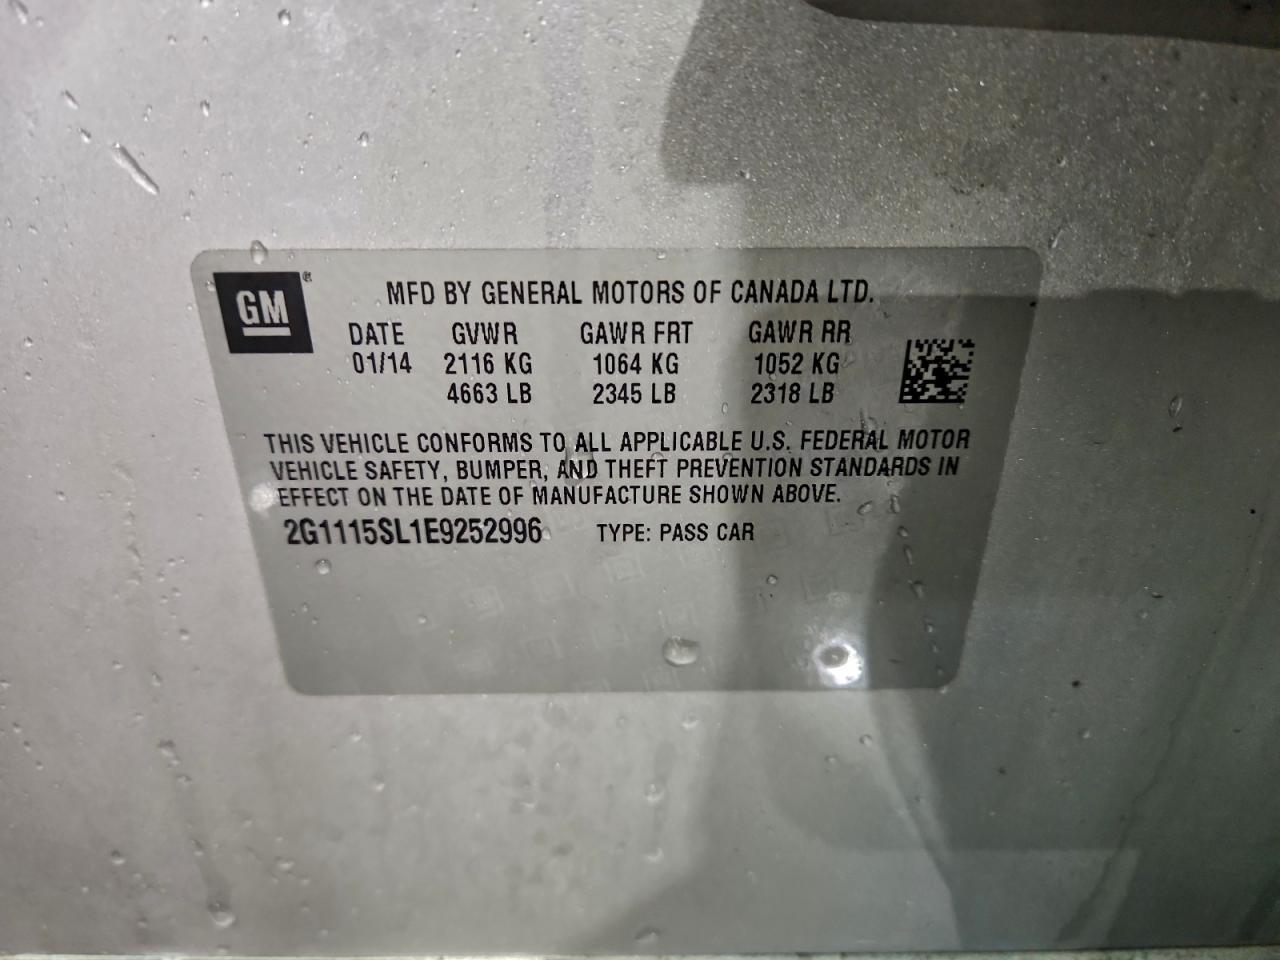 GM®
MFD BY GENERAL MOTORS OF CANADA LTD.
DATE GVWR GAWR FRT GAWR RR
01/14 2116 KG 1064 KG 1052 KG
4663 LB 2345 LB 2318 LB
THIS VEHICLE CONFORMS TO ALL APPLICABLE U.S. FEDERAL MOTOR
VEHICLE SAFETY, BUMPER, AND THEFT PREVENTION STANDARDS IN
EFFECT ON THE DATE OF MANUFACTURE SHOWN ABOVE.
2G1115SL1E9252996 TYPE: PASS CAR